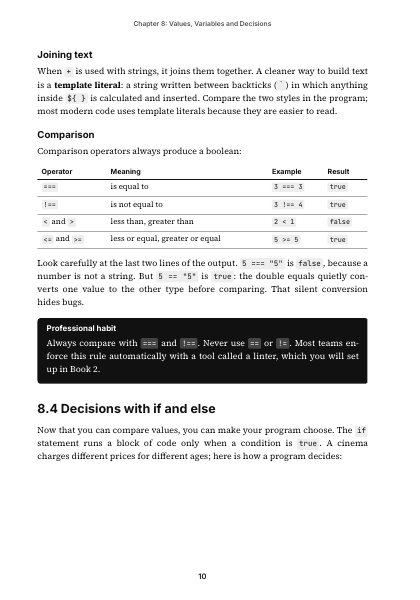 Chapter 8: Values, Variables and Decisions
Joining text
When + is used with strings, it joins them together. A cleaner way to build text
is a template literal: a string written between backticks ( ` ) in which anything
inside ${ } is calculated and inserted. Compare the two styles in the program;
most modern code uses template literals because they are easier to read.
Comparison
Comparison operators always produce a boolean:
Operator Meaning Example Result
=== is equal to 3 === 3 true
!== is not equal to 3 !== 4 true
< and > less than, greater than 2 < 1 false
<= and >= less or equal, greater or equal 5 >= 5 true
Look carefully at the last two lines of the output. 5 === "5" is false, because a
number is not a string. But 5 == "5" is true: the double equals quietly con-
verts one value to the other type before comparing. That silent conversion
hides bugs.
Professional habit
Always compare with === and !==. Never use == or !=. Most teams en-
force this rule automatically with a tool called a linter, which you will set
up in Book 2.
8.4 Decisions with if and else
Now that you can compare values, you can make your program choose. The if
statement runs a block of code only when a condition is true. A cinema
charges different prices for different ages; here is how a program decides:
10